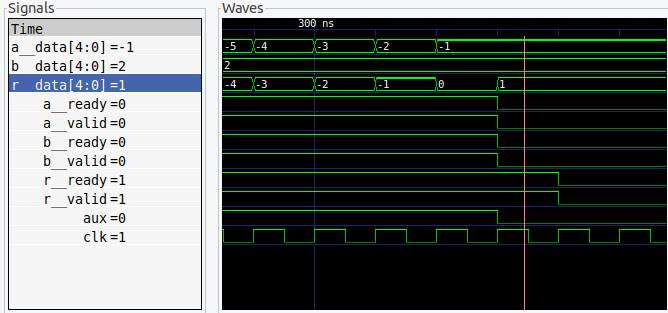 Signals
Waves
Time
300 ns
a__data[4:0]=-1
-5 -4 -3 -2 -1
b__data[4:0]=2
2
r__data[4:0]=1
-4 -3 -2 -1 0 1
a__ready=0
a__valid=0
b__ready=0
b__valid=0
r__ready=1
r__valid=1
aux=0
clk=1